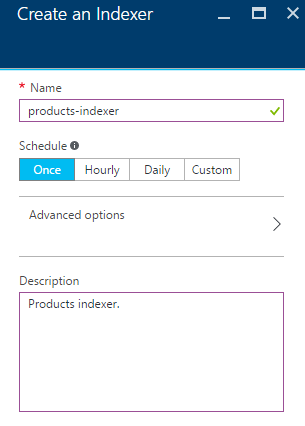 Create an Indexer
* Name
products-indexer
Schedule
Once Hourly Daily Custom
Advanced options
Description
Products indexer.